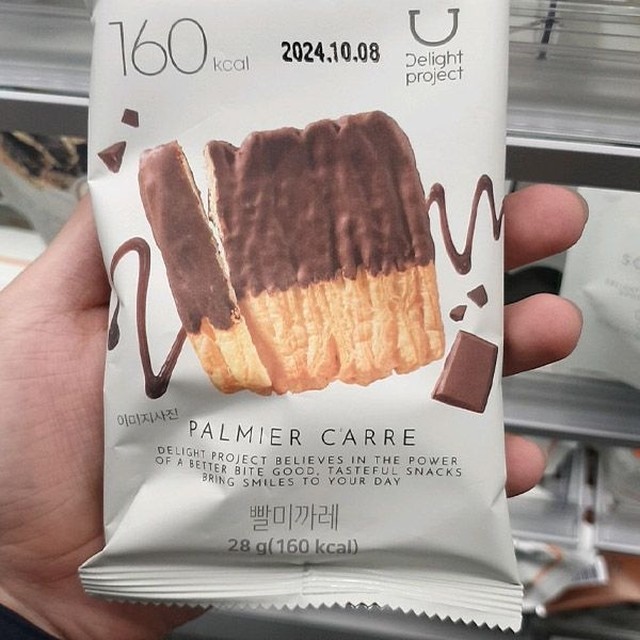 160 kcal
2024.10.08
Delight
project
이미지사진
PALMIER CARRE
DELIGHT PROJECT BELIEVES IN THE POWER
OF A BETTER BITE GOOD, TASTEFUL SNACKS
BRING SMILES TO YOUR DAY
빨미까레
28 g(160 kcal)